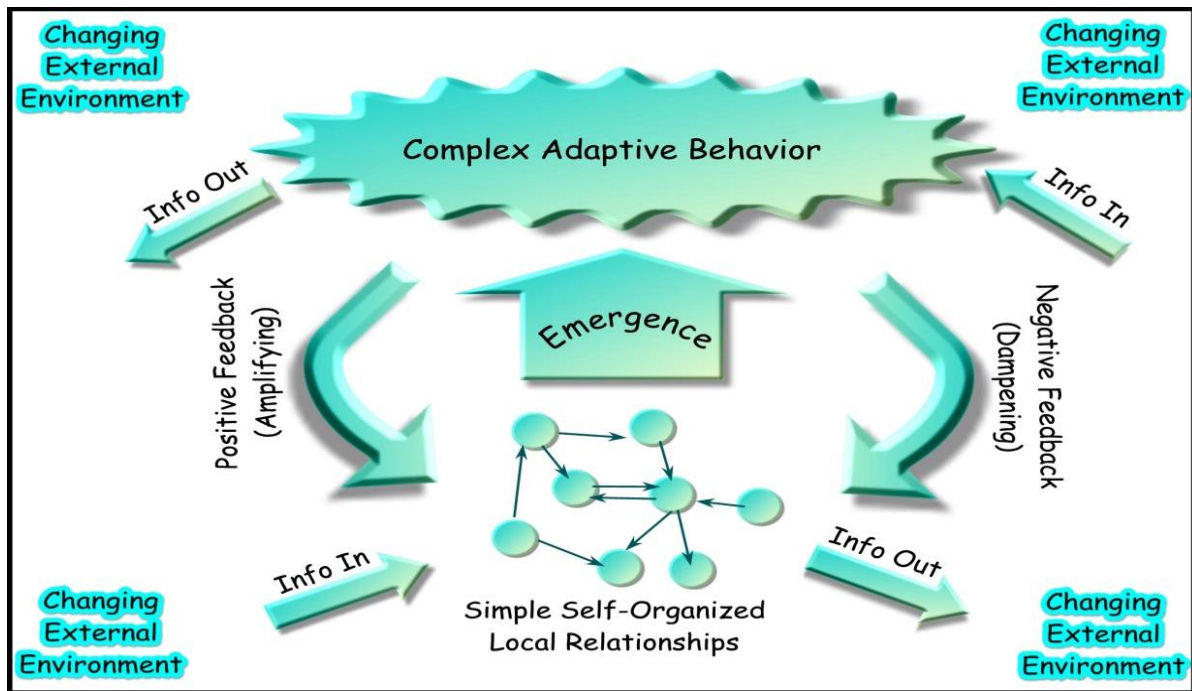 Changing
External
Environment
Changing
External
Environment
Complex Adaptive Behavior
Info Out
Info In
Positive Feedback
(Amplifying)
Emergence
Negative Feedback
(Dampening)
Info In
Info Out
Simple Self-Organized
Local Relationships
Changing
External
Environment
Changing
External
Environment